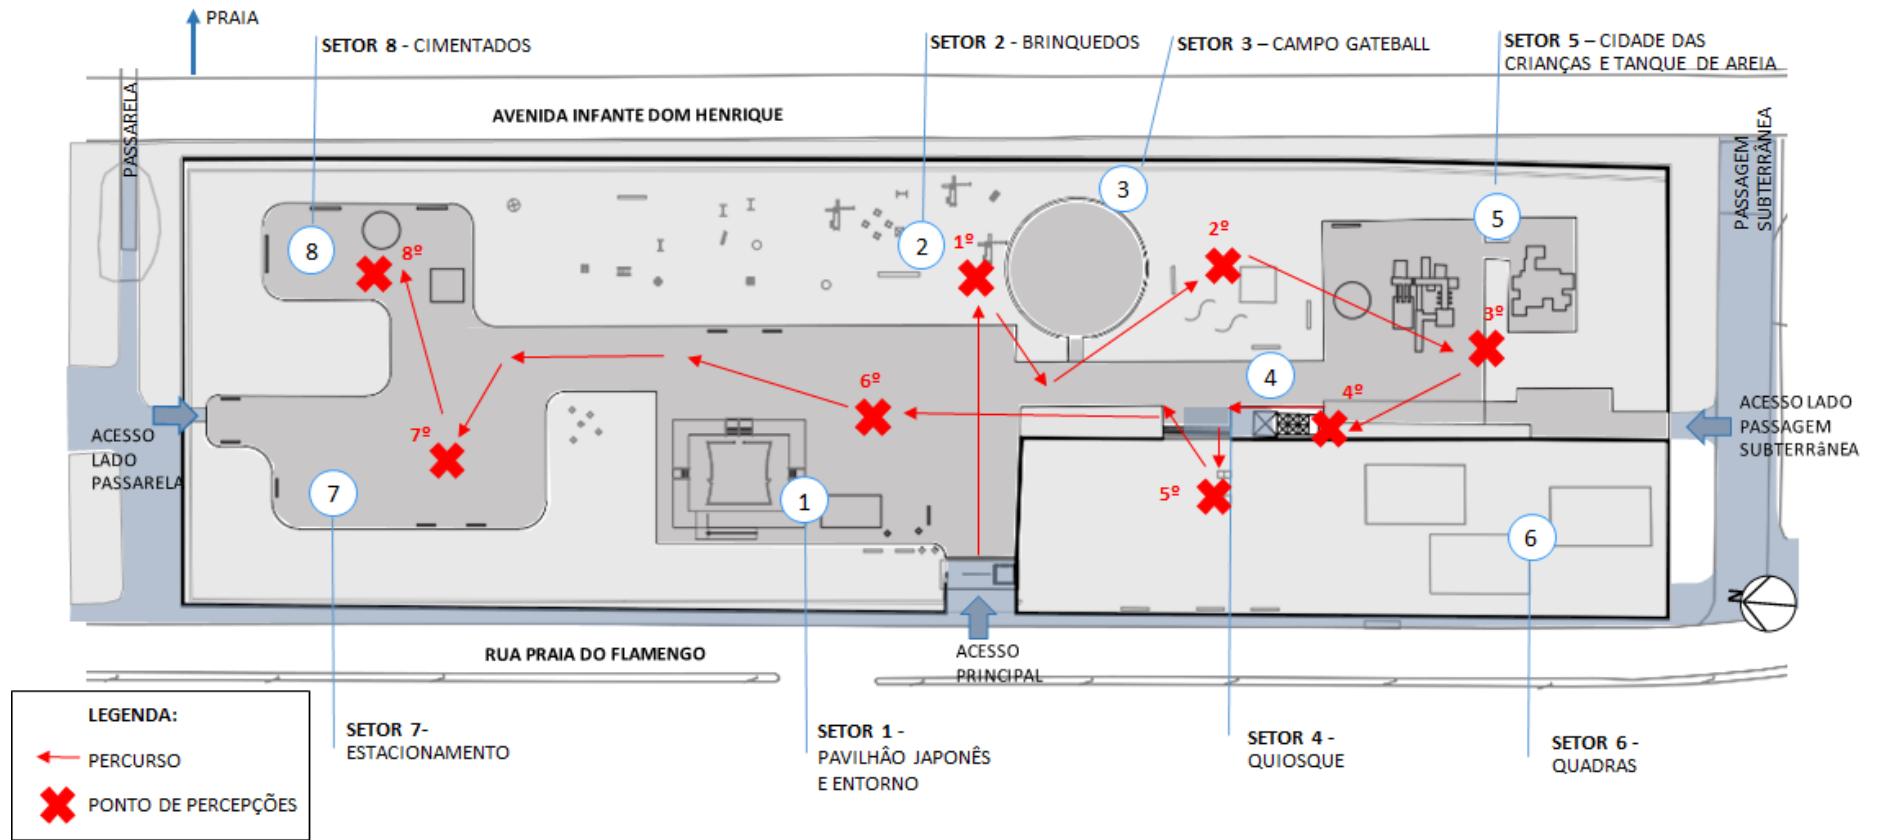 PRAIA
SETOR 8 - CIMENTADOS
SETOR 2 - BRINQUEDOS
SETOR 3 – CAMPO GATEBALL
SETOR 5 – CIDADE DAS
CRIANÇAS E TANQUE DE AREIA
PASSARELA
AVENIDA INFANTE DOM HENRIQUE
PASSAGEM
SUBTERRÂNEA
3
5
8
8º
2
1º
2º
3º
4
4º
6º
7º
5º
7
1
6
ACESSO
LADO
PASSARELA
ACESSO LADO
PASSAGEM
SUBTERRâNEA
N
RUA PRAIA DO FLAMENGO
ACESSO
PRINCIPAL
LEGENDA:
PERCURSO
PONTO DE PERCEPÇÕES
SETOR 7-
ESTACIONAMENTO
SETOR 1 -
PAVILHÂO JAPONÊS
E ENTORNO
SETOR 4 -
QUIOSQUE
SETOR 6 -
QUADRAS